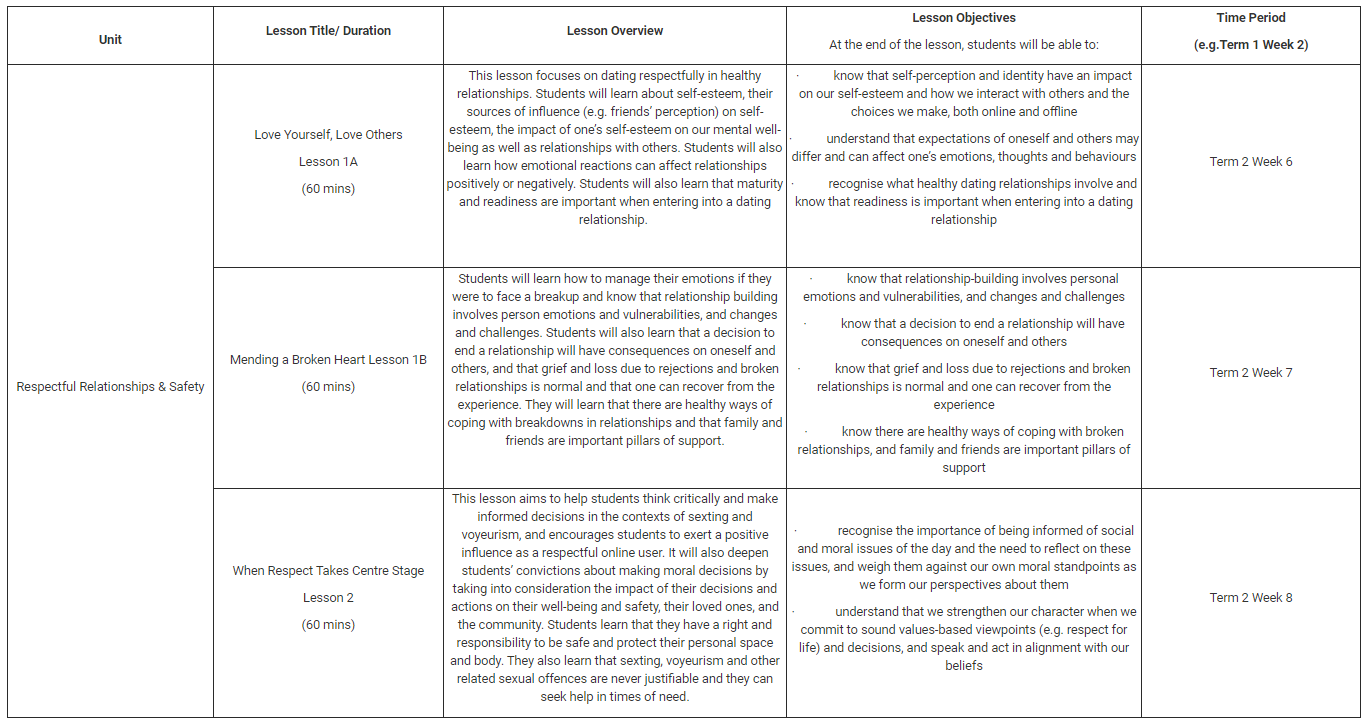 Unit
Lesson Title/ Duration
Lesson Overview
Lesson Objectives
At the end of the lesson, students will be able to:
Time Period
(e.g.Term 1 Week 2)
Respectful Relationships & Safety
Love Yourself, Love Others
Lesson 1A
(60 mins)
This lesson focuses on dating respectfully in healthy
relationships. Students will learn about self-esteem, their
sources of influence (e.g. friends’ perception) on self-
esteem, the impact of one’s self-esteem on our mental well-
being as well as relationships with others. Students will also
learn how emotional reactions can affect relationships
positively or negatively. Students will also learn that maturity
and readiness are important when entering into a dating
relationship.
· know that self-perception and identity have an impact
on our self-esteem and how we interact with others and the
choices we make, both online and offline
· understand that expectations of oneself and others may
differ and can affect one’s emotions, thoughts and behaviours
· recognise what healthy dating relationships involve and
know that readiness is important when entering into a dating
relationship
Term 2 Week 6
Mending a Broken Heart Lesson 1B
(60 mins)
Students will learn how to manage their emotions if they
were to face a breakup and know that relationship building
involves person emotions and vulnerabilities, and changes
and challenges. Students will also learn that a decision to
end a relationship will have consequences on oneself and
others, and that grief and loss due to rejections and broken
relationships is normal and that one can recover from the
experience. They will learn that there are healthy ways of
coping with breakdowns in relationships and that family and
friends are important pillars of support.
· know that relationship-building involves personal
emotions and vulnerabilities, and changes and challenges
· know that a decision to end a relationship will have
consequences on oneself and others
· know that grief and loss due to rejections and broken
relationships is normal and one can recover from the
experience
· know there are healthy ways of coping with broken
relationships, and family and friends are important pillars of
support
Term 2 Week 7
When Respect Takes Centre Stage
Lesson 2
(60 mins)
This lesson aims to help students think critically and make
informed decisions in the contexts of sexting and
voyeurism, and encourages students to exert a positive
influence as a respectful online user. It will also deepen
students’ convictions about making moral decisions by
taking into consideration the impact of their decisions and
actions on their well-being and safety, their loved ones, and
the community. Students learn that they have a right and
responsibility to be safe and protect their personal space
and body. They also learn that sexting, voyeurism and other
related sexual offences are never justifiable and they can
seek help in times of need.
· recognise the importance of being informed of social
and moral issues of the day and the need to reflect on these
issues, and weigh them against our own moral standpoints as
we form our perspectives about them
· understand that we strengthen our character when we
commit to sound values-based viewpoints (e.g. respect for
life) and decisions, and speak and act in alignment with our
beliefs
Term 2 Week 8